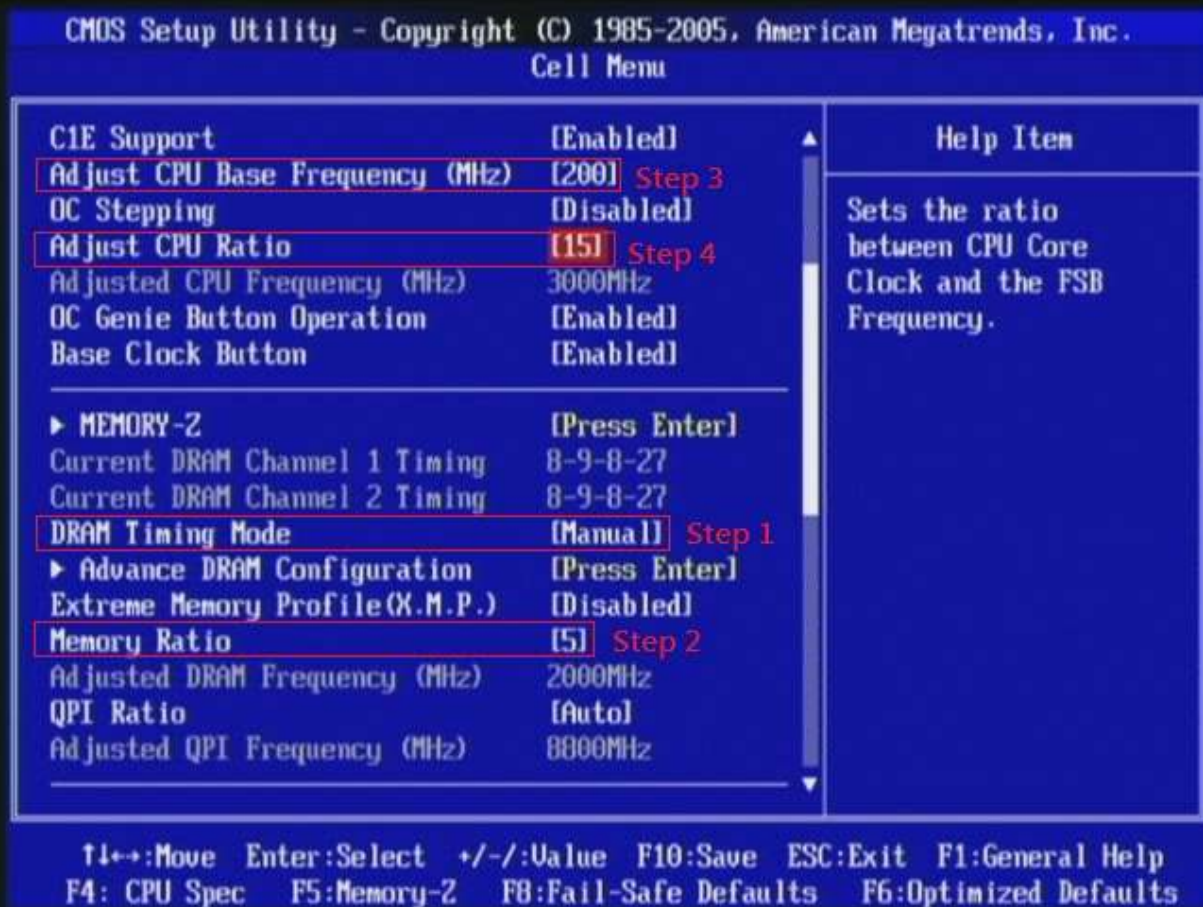 CMOS Setup Utility - Copyright (C) 1985-2005, American Megatrends, Inc.
Cell Menu
C1E Support [Enabled]
Adjust CPU Base Frequency (MHz) [200] Step 3
OC Stepping [Disabled]
Adjust CPU Ratio [15] Step 4
Adjusted CPU Frequency (MHz) 3000MHz
OC Genie Button Operation [Enabled]
Base Clock Button [Enabled]
▶ MEMORY-Z [Press Enter]
Current DRAM Channel 1 Timing 8-9-8-27
Current DRAM Channel 2 Timing 8-9-8-27
DRAM Timing Mode [Manual] Step 1
▶ Advance DRAM Configuration [Press Enter]
Extreme Memory Profile(X.M.P.) [Disabled]
Memory Ratio [5] Step 2
Adjusted DRAM Frequency (MHz) 2000MHz
QPI Ratio [Auto]
Adjusted QPI Frequency (MHz) 8800MHz
Help Item
Sets the ratio
between CPU Core
Clock and the FSB
Frequency.
↑↓←→:Move Enter:Select +/-/:Value F10:Save ESC:Exit F1:General Help
F4: CPU Spec F5:Memory-Z F8:Fail-Safe Defaults F6:Optimized Defaults